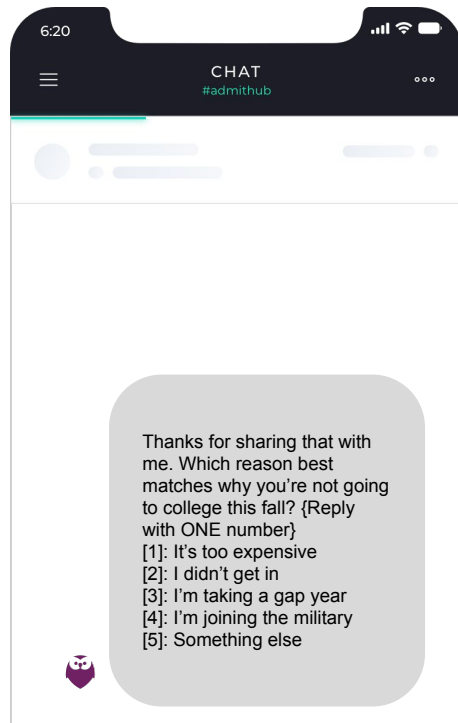 6:20
CHAT
#admithub
Thanks for sharing that with
me. Which reason best
matches why you’re not going
to college this fall? {Reply
with ONE number}
[1]: It’s too expensive
[2]: I didn’t get in
[3]: I’m taking a gap year
[4]: I’m joining the military
[5]: Something else